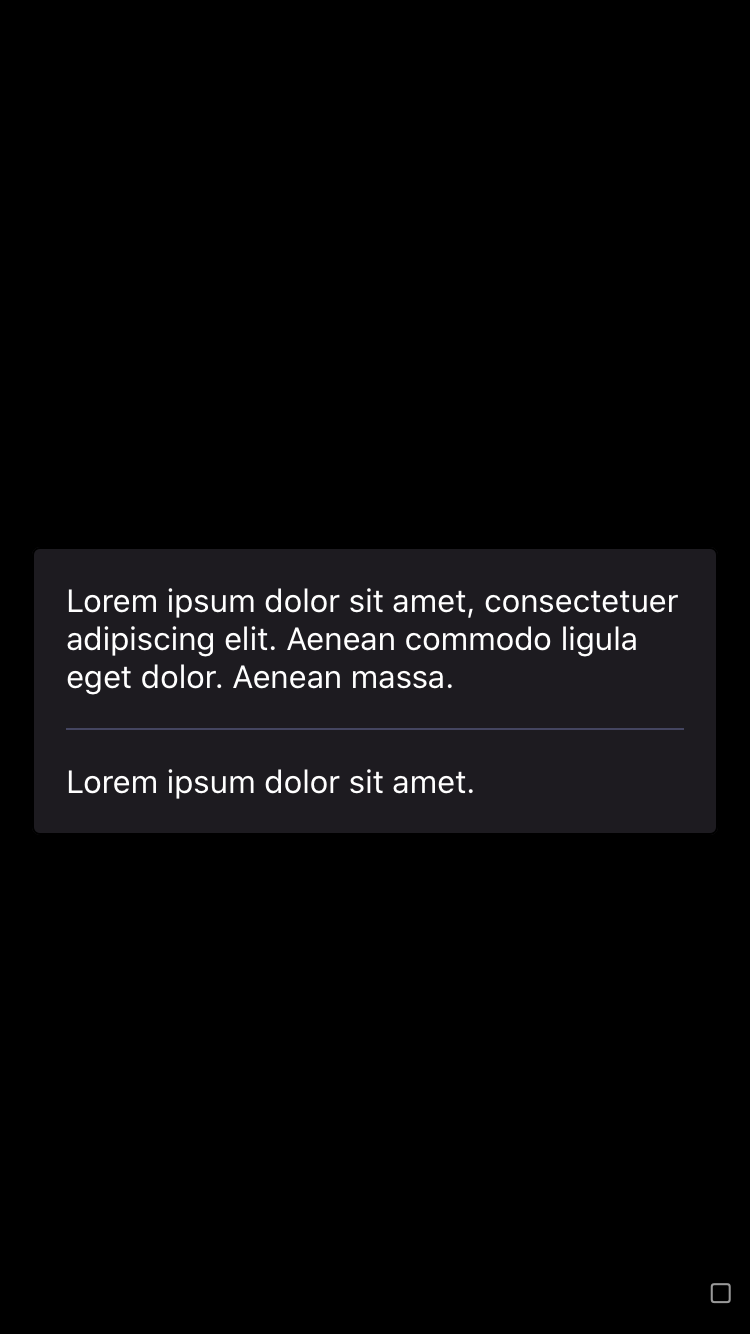 Lorem ipsum dolor sit amet, consectetuer
adipiscing elit. Aenean commodo ligula
eget dolor. Aenean massa.
Lorem ipsum dolor sit amet.